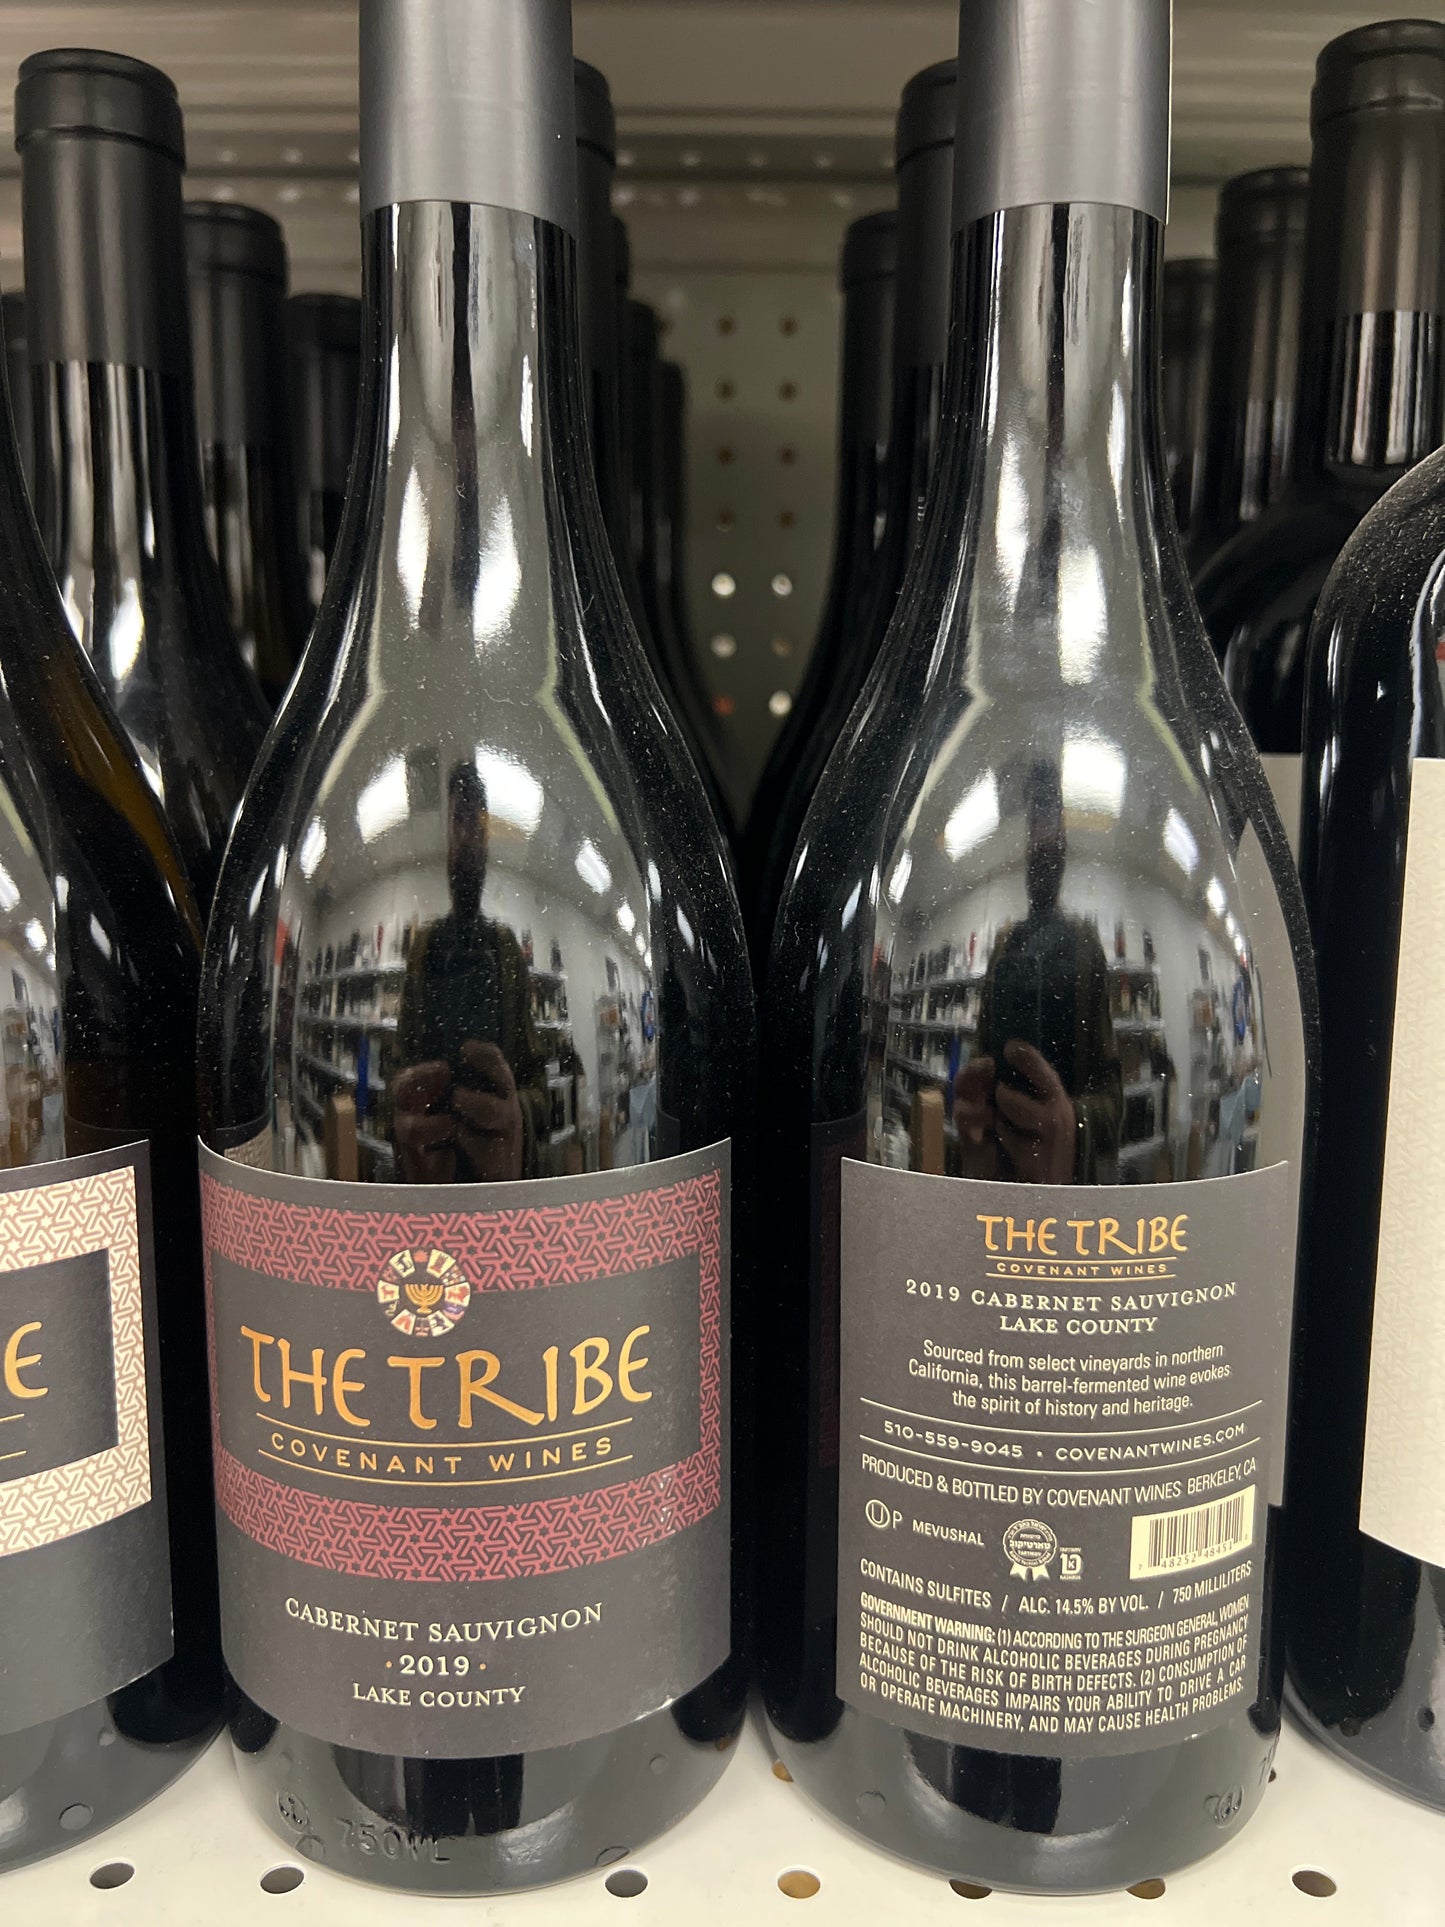 E
THE TRIBE
COVENANT WINES
CABERNET SAUVIGNON
· 2019 ·
LAKE COUNTY
750ML
THE TRIBE
COVENANT WINES
2019 CABERNET SAUVIGNON
LAKE COUNTY
Sourced from select vineyards in northern
California, this barrel-fermented wine evokes
the spirit of history and heritage.
510-559-9045 • COVENANTWINES.COM
PRODUCED & BOTTLED BY COVENANT WINES BERKELEY, CA
U P MEVUSHAL
טארטיקוב
7 48252 48451
CONTAINS SULFITES / ALC. 14.5% BY VOL. / 750 MILLILITERS
GOVERNMENT WARNING: (1) ACCORDING TO THE SURGEON GENERAL, WOMEN
SHOULD NOT DRINK ALCOHOLIC BEVERAGES DURING PREGNANCY
BECAUSE OF THE RISK OF BIRTH DEFECTS. (2) CONSUMPTION OF
ALCOHOLIC BEVERAGES IMPAIRS YOUR ABILITY TO DRIVE A CAR
OR OPERATE MACHINERY, AND MAY CAUSE HEALTH PROBLEMS.